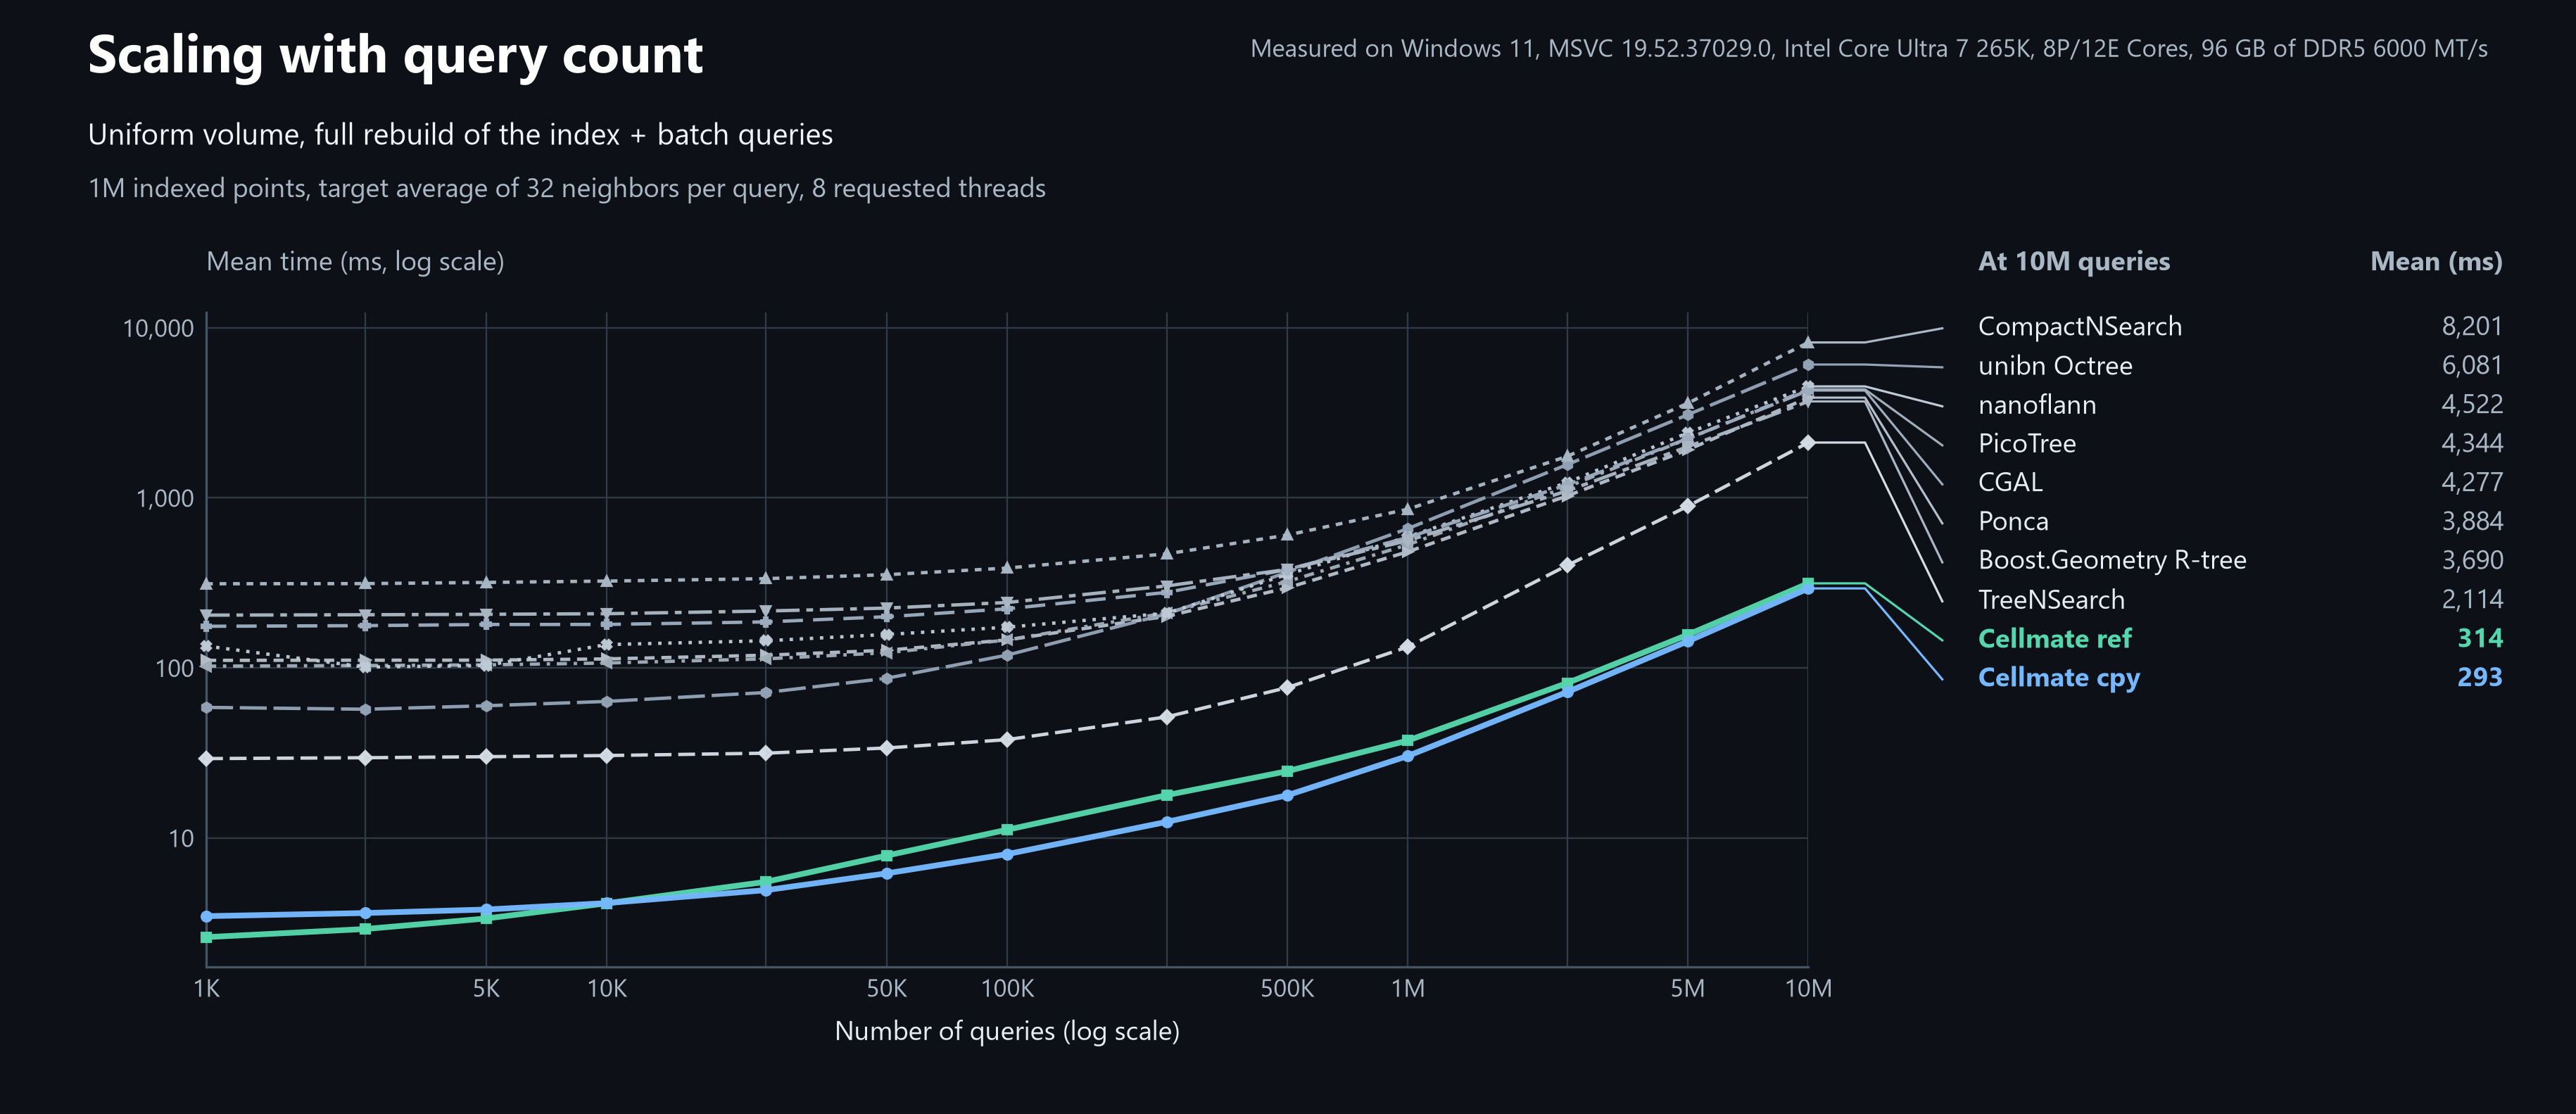 Scaling with query count
Measured on Windows 11, MSVC 19.52.37029.0, Intel Core Ultra 7 265K, 8P/12E Cores, 96 GB of DDR5 6000 MT/s
Uniform volume, full rebuild of the index + batch queries
1M indexed points, target average of 32 neighbors per query, 8 requested threads
Mean time (ms, log scale)
10,000
1,000
100
10
1K 5K 10K 50K 100K 500K 1M 5M 10M
Number of queries (log scale)
At 10M queries Mean (ms)
CompactNSearch 8,201
unibn Octree 6,081
nanoflann 4,522
PicoTree 4,344
CGAL 4,277
Ponca 3,884
Boost.Geometry R-tree 3,690
TreeNSearch 2,114
Cellmate ref 314
Cellmate cpy 293